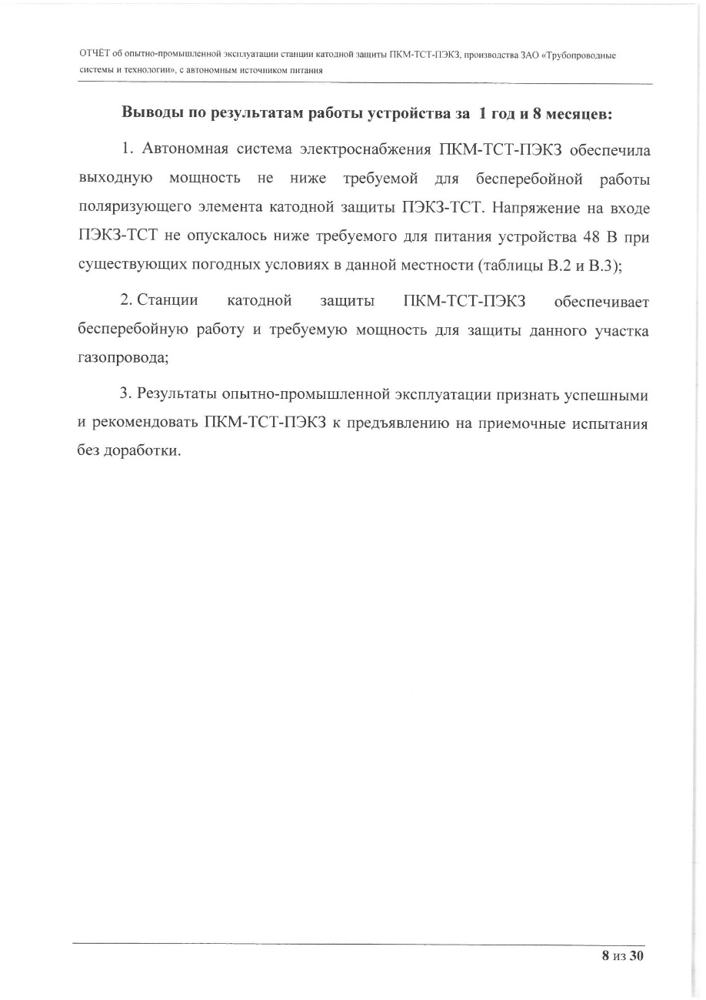 ОТЧЁТ об опытно-промышленной эксплуатации станции катодной защиты ПКМ-ТСТ-ПЭКЗ, производства ЗАО «Трубопроводные
системы и технологии», с автономным источником питания
Выводы по результатам работы устройства за 1 год и 8 месяцев:
1. Автономная система электроснабжения ПКМ-ТСТ-ПЭКЗ обеспечила
выходную мощность не ниже требуемой для бесперебойной работы
поляризующего элемента катодной защиты ПЭКЗ-ТСТ. Напряжение на входе
ПЭКЗ-ТСТ не опускалось ниже требуемого для питания устройства 48 В при
существующих погодных условиях в данной местности (таблицы В.2 и В.3);
2. Станции катодной защиты ПКМ-ТСТ-ПЭКЗ обеспечивает
бесперебойную работу и требуемую мощность для защиты данного участка
газопровода;
3. Результаты опытно-промышленной эксплуатации признать успешными
и рекомендовать ПКМ-ТСТ-ПЭКЗ к предъявлению на приемочные испытания
без доработки.
8 из 30